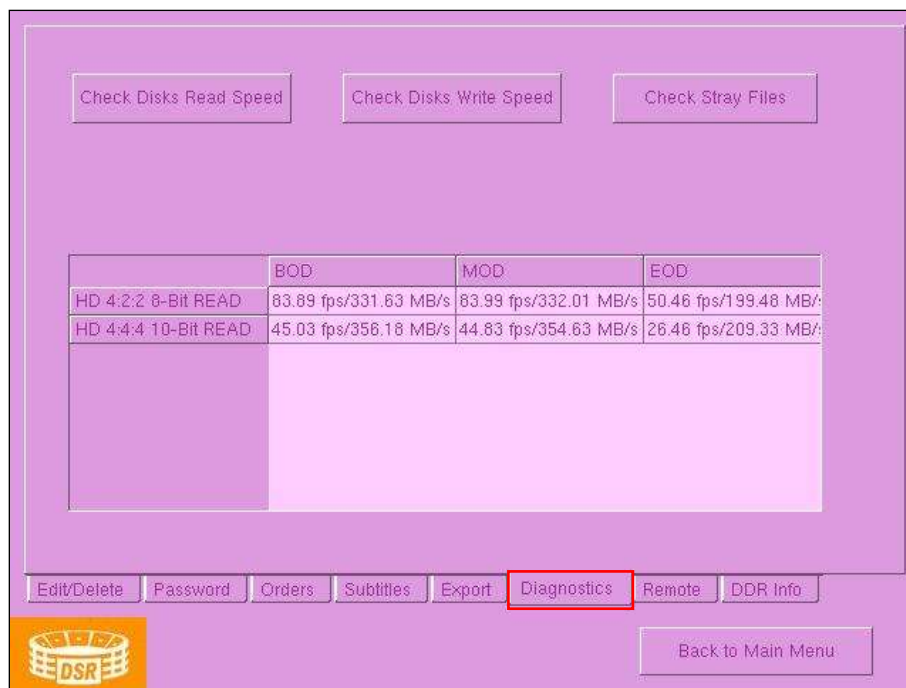 Check Disks Read Speed Check Disks Write Speed Check Stray Files
BOD MOD EOD
HD 4:2:2 8-Bit READ 83.89 fps/331.63 MB/s 83.99 fps/332.01 MB/s 50.46 fps/199.48 MB/
HD 4:4:4 10-Bit READ 45.03 fps/356.18 MB/s 44.83 fps/354.63 MB/s 26.46 fps/209.33 MB/
Edit/Delete Password Orders Subtitles Export Diagnostics Remote DDR Info
DSR
Back to Main Menu